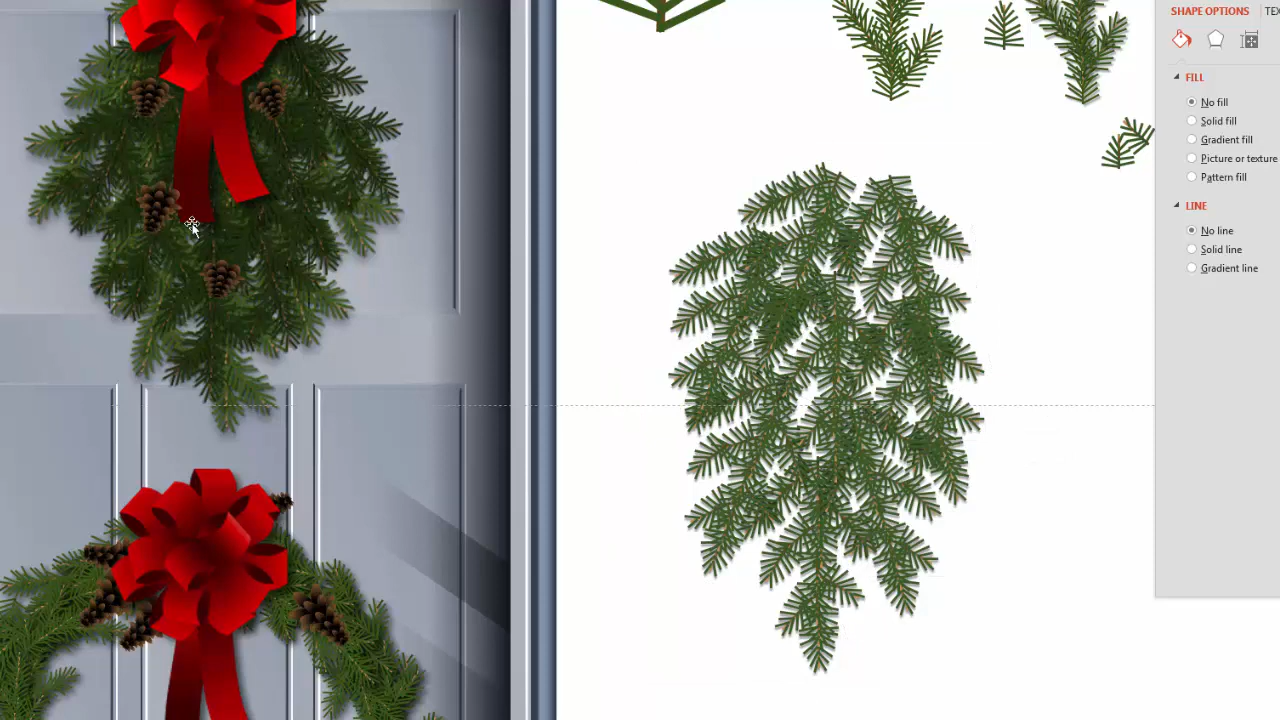 SHAPE OPTIONS
FILL
No fill
Solid fill
Gradient fill
Picture or texture
Pattern fill
LINE
No line
Solid line
Gradient line